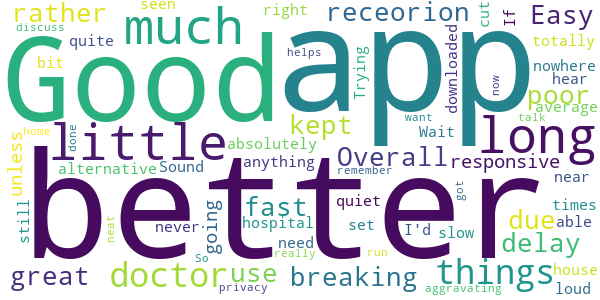 rather
seen
much
right
receorion
cut
If
Easy
discuss
quite
Good
app
Trying
downloaded
totally
bit
helps
now
nowhere
hear
poor
average
unless
done
little
kept
absolutely
want
talk
Wait
long
home
alternative
Sound
anything
Overall
responsive
remember
near
better
still
neat
never
going
fast
hospital
quiet
need
set
I'd
got
slow
due
times
able
delay
So
really
run
great
doctor
use
breaking
things
house
loud
privacy
aggravating